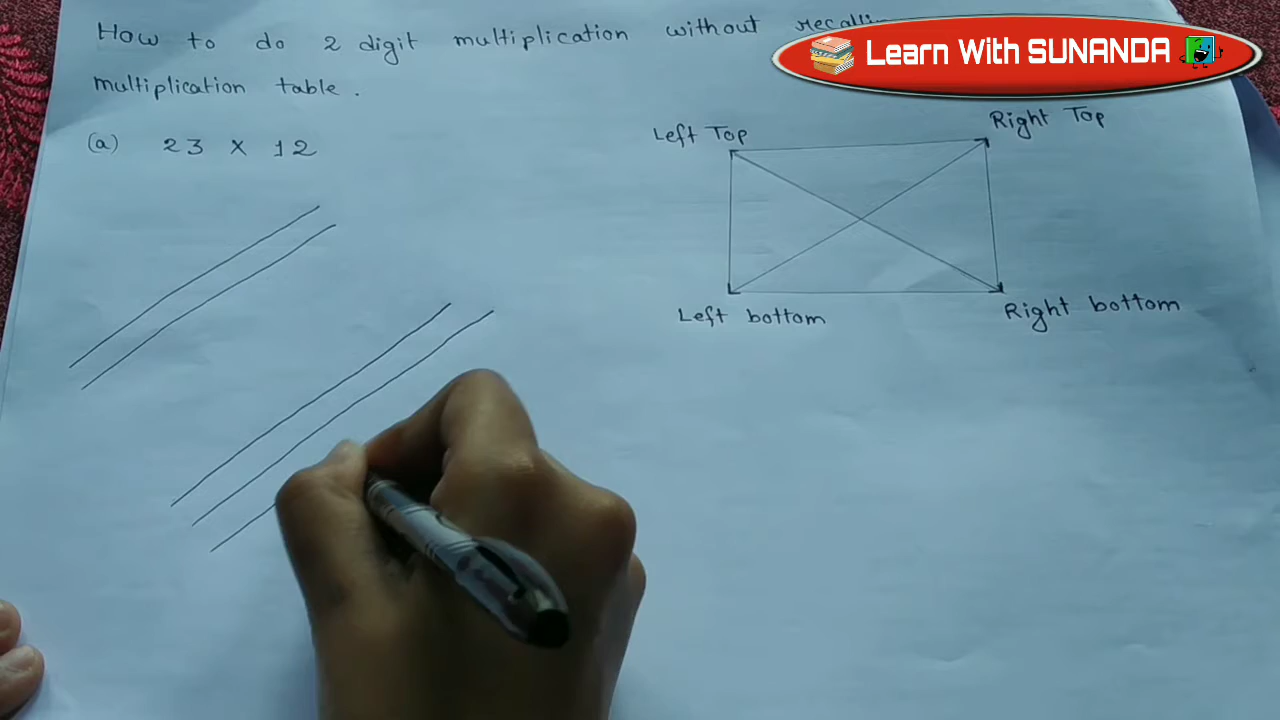 How to do 2 digit multiplication without
multiplication table.
(a) 23 x 12
Learn With SUNANDA
Left Top
Right Top
Left bottom
Right bottom